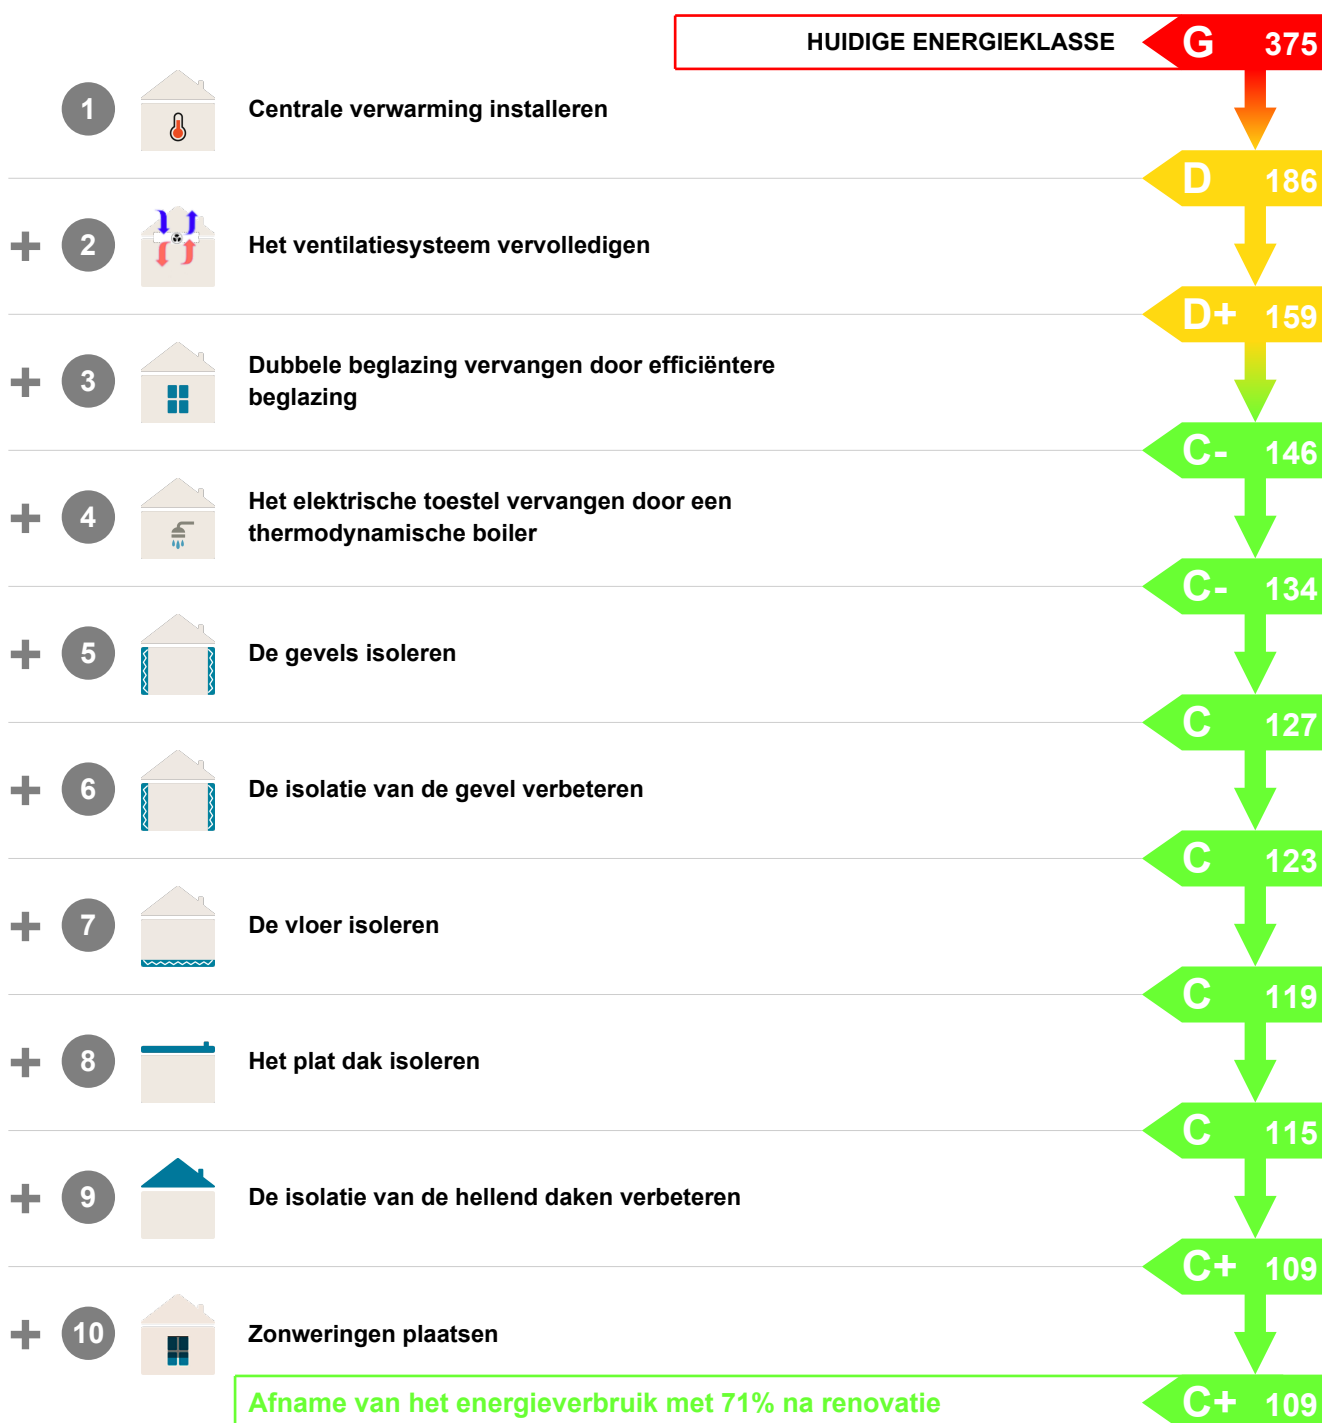 HUIDIGE ENERGIEKLASSE G 375
1 Centrale verwarming installeren
D 186
+ 2 Het ventilatiesysteem vervolledigen
D+ 159
+ 3 Dubbele beglazing vervangen door efficiëntere
beglazing
C- 146
+ 4 Het elektrische toestel vervangen door een
thermodynamische boiler
C- 134
+ 5 De gevels isoleren
C 127
+ 6 De isolatie van de gevel verbeteren
C 123
+ 7 De vloer isoleren
C 119
+ 8 Het plat dak isoleren
C 115
+ 9 De isolatie van de hellend daken verbeteren
C+ 109
+ 10 Zonweringen plaatsen
Afname van het energieverbruik met 71% na renovatie C+ 109